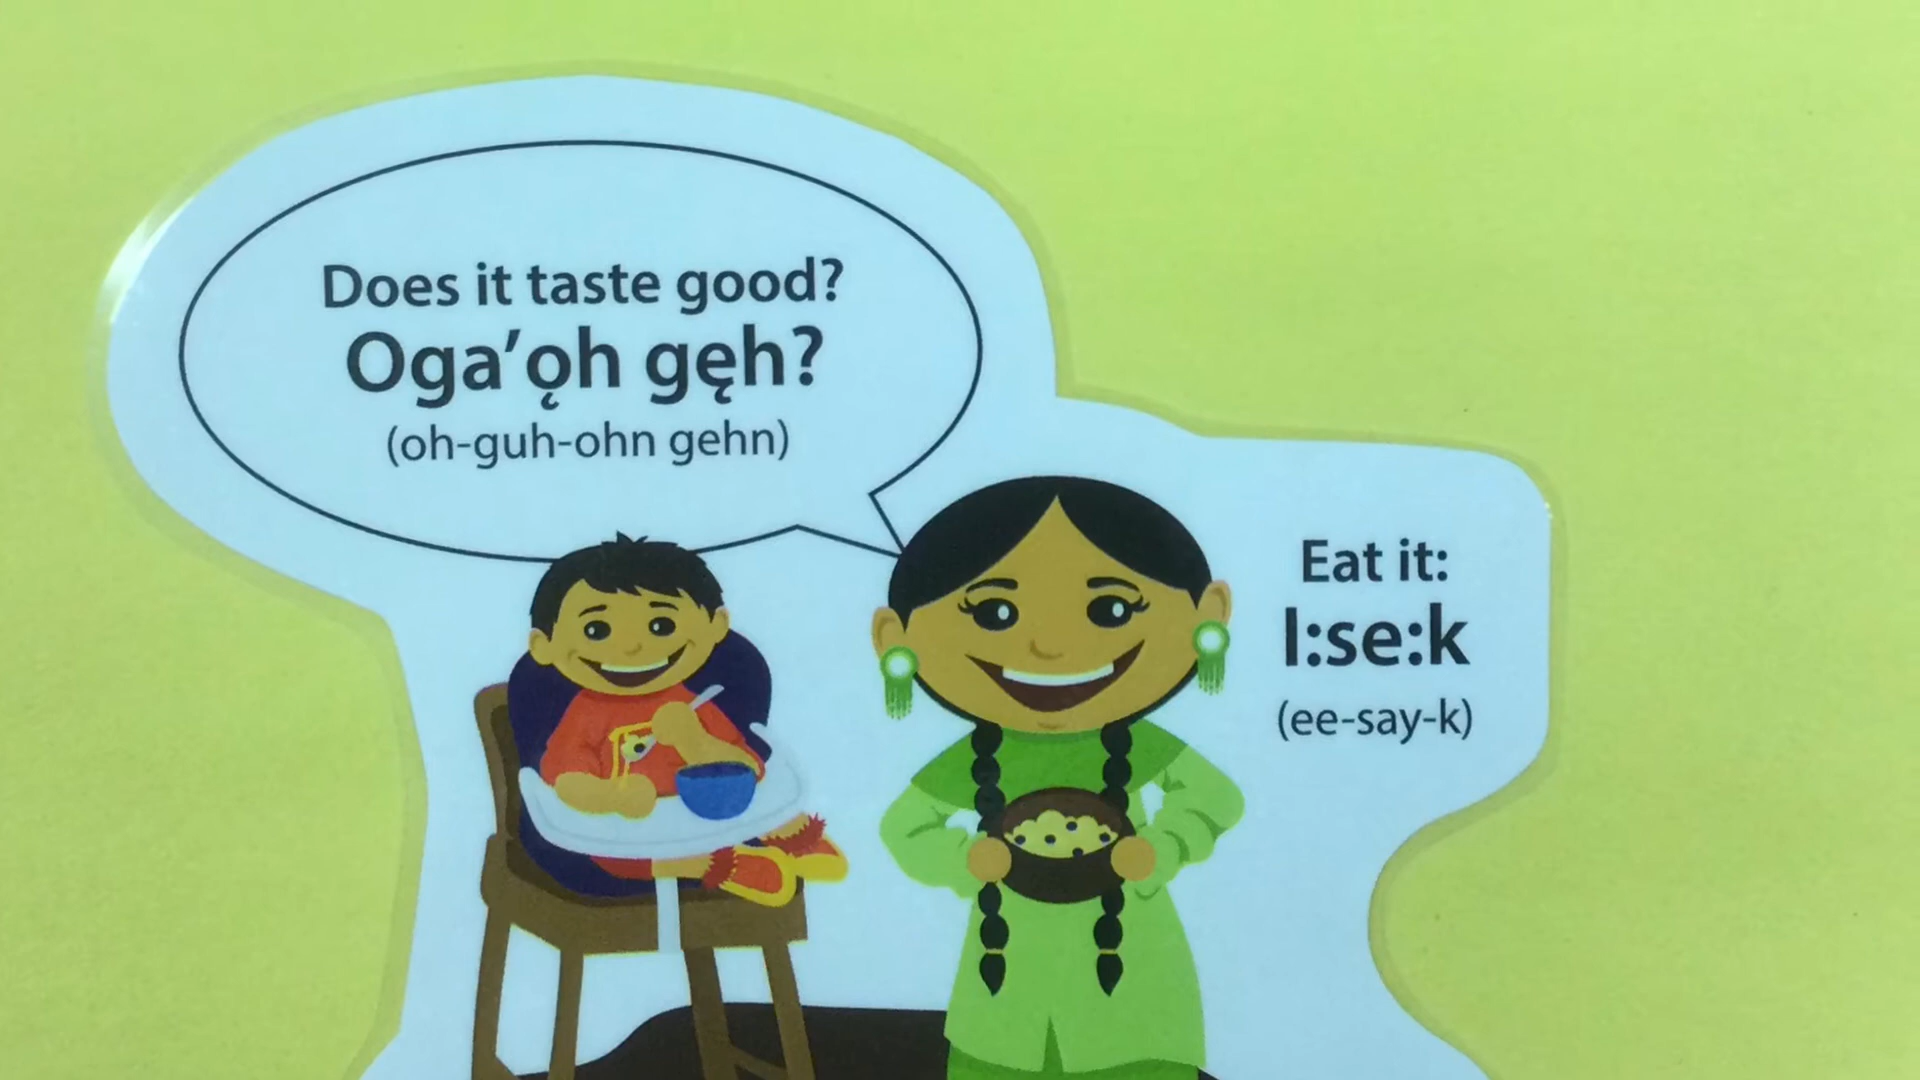 Does it taste good?
Oga’ǫh gęh?
(oh-guh-ohn gehn)
Eat it:
I:se:k
(ee-say-k)